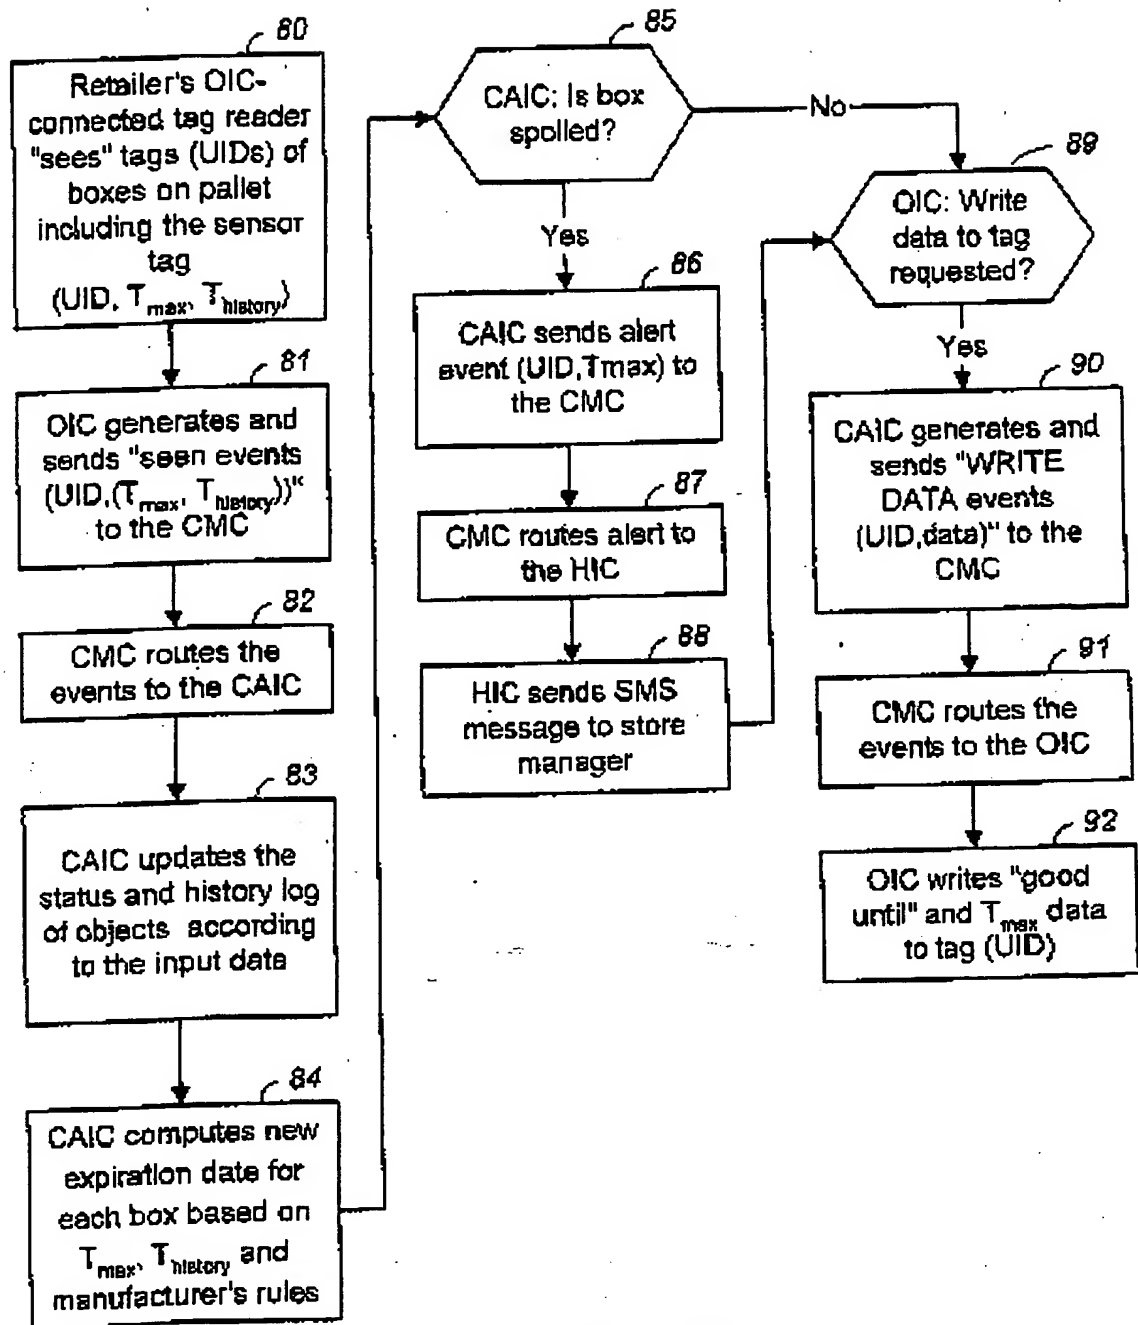 80
Retailer's OIC-
connected tag reader
"sees" tags (UIDs) of
boxes on pallet
including the sensor
tag
(UID, Tmax, Thistory)
81
OIC generates and
sends "seen events
(UID,(Tmax, Thistory))"
to the CMC
82
CMC routes the
events to the CAIC
83
CAIC updates the
status and history log
of objects according
to the input data
84
CAIC computes new
expiration date for
each box based on
Tmax, Thistory and
manufacturer's rules
85
CAIC: Is box
spoiled?
No
Yes
86
CAIC sends alert
event (UID,Tmax) to
the CMC
87
CMC routes alert to
the HIC
88
HIC sends SMS
message to store
manager
89
OIC: Write
data to tag
requested?
Yes
90
CAIC generates and
sends "WRITE
DATA events
(UID,data)" to the
CMC
91
CMC routes the
events to the OIC
92
OIC writes "good
until" and Tmax data
to tag (UID)